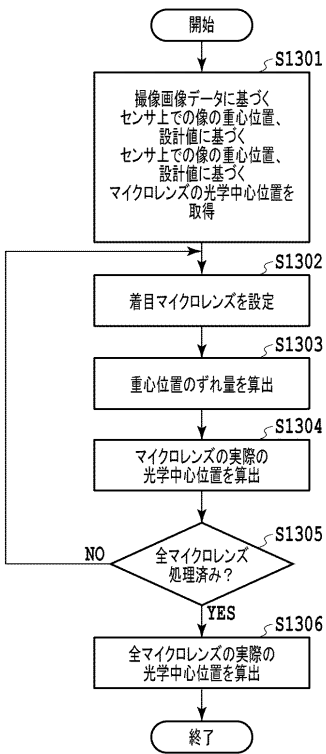 開始
S1301
撮像画像データに基づく
センサ上での像の重心位置、
設計値に基づく
センサ上での像の重心位置、
設計値に基づく
マイクロレンズの光学中心位置を
取得
S1302
着目マイクロレンズを設定
S1303
重心位置のずれ量を算出
S1304
マイクロレンズの実際の
光学中心位置を算出
S1305
全マイクロレンズ
処理済み?
NO
YES
S1306
全マイクロレンズの実際の
光学中心位置を算出
終了